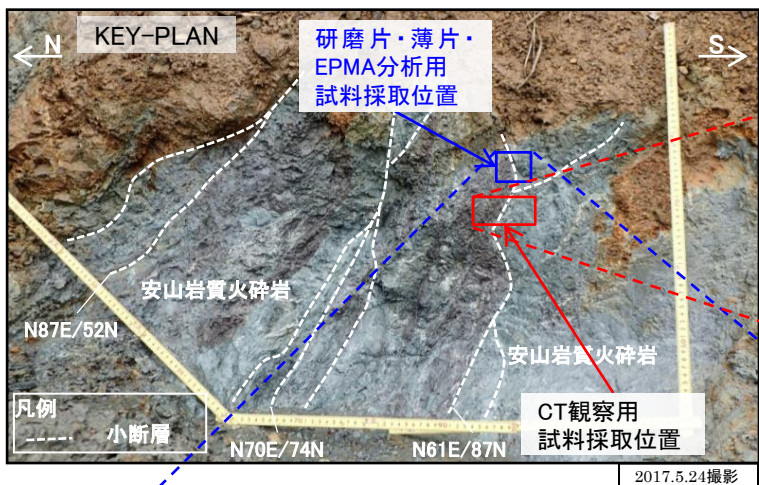 KEY-PLAN
N
S
研磨片・薄片・
EPMA分析用
試料採取位置
安山岩質火砕岩
N87E/52N
安山岩質火砕岩
凡例
小断層
CT観察用
試料採取位置
N70E/74N
N61E/87N
2017.5.24撮影